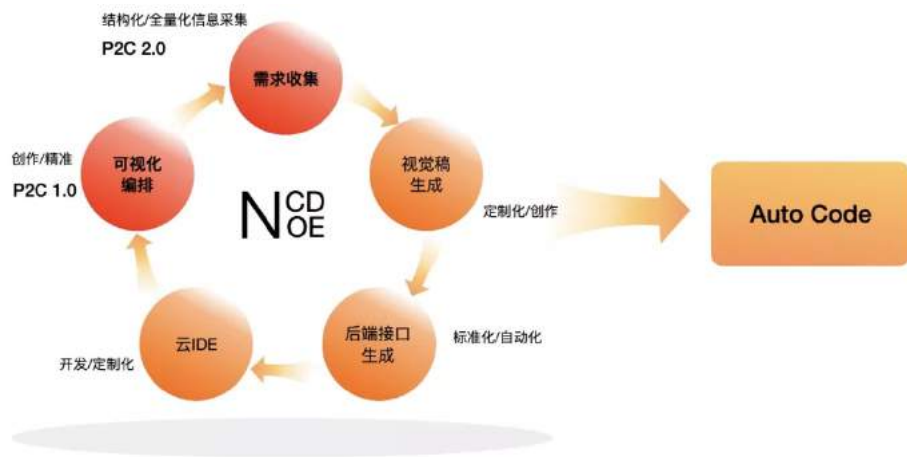 结构化/全量化信息采集
P2C 2.0
需求收集
创作/精准
P2C 1.0
可视化
编排
视觉稿
生成
定制化/创作
N CD
OE
Auto Code
云IDE
开发/定制化
后端接口
生成
标准化/自动化